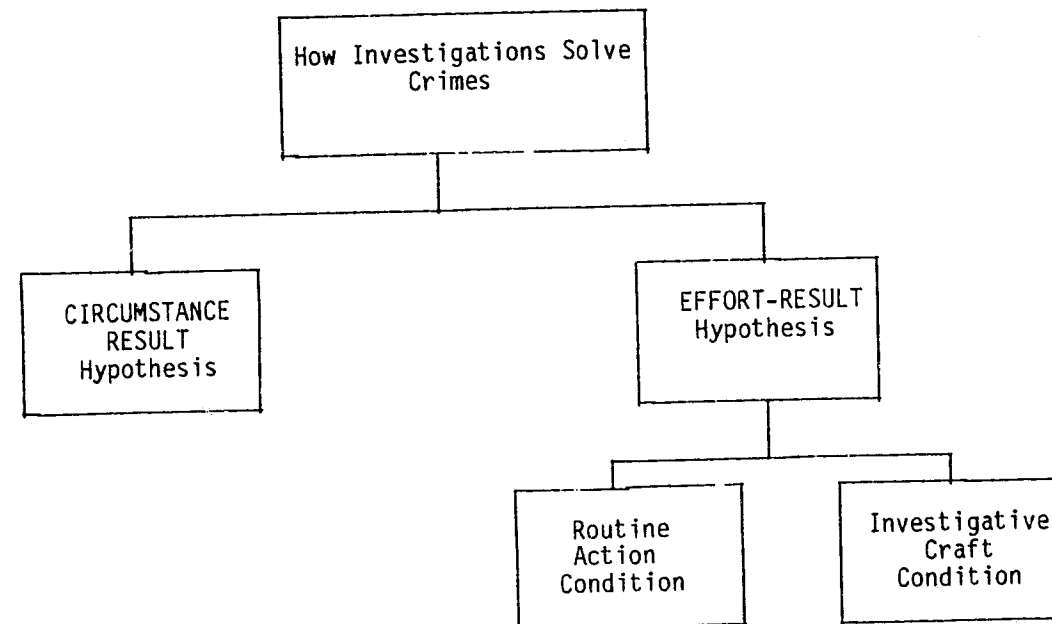 How Investigations Solve
Crimes
CIRCUMSTANCE
RESULT
Hypothesis
EFFORT-RESULT
Hypothesis
Routine
Action
Condition
Investigative
Craft
Condition